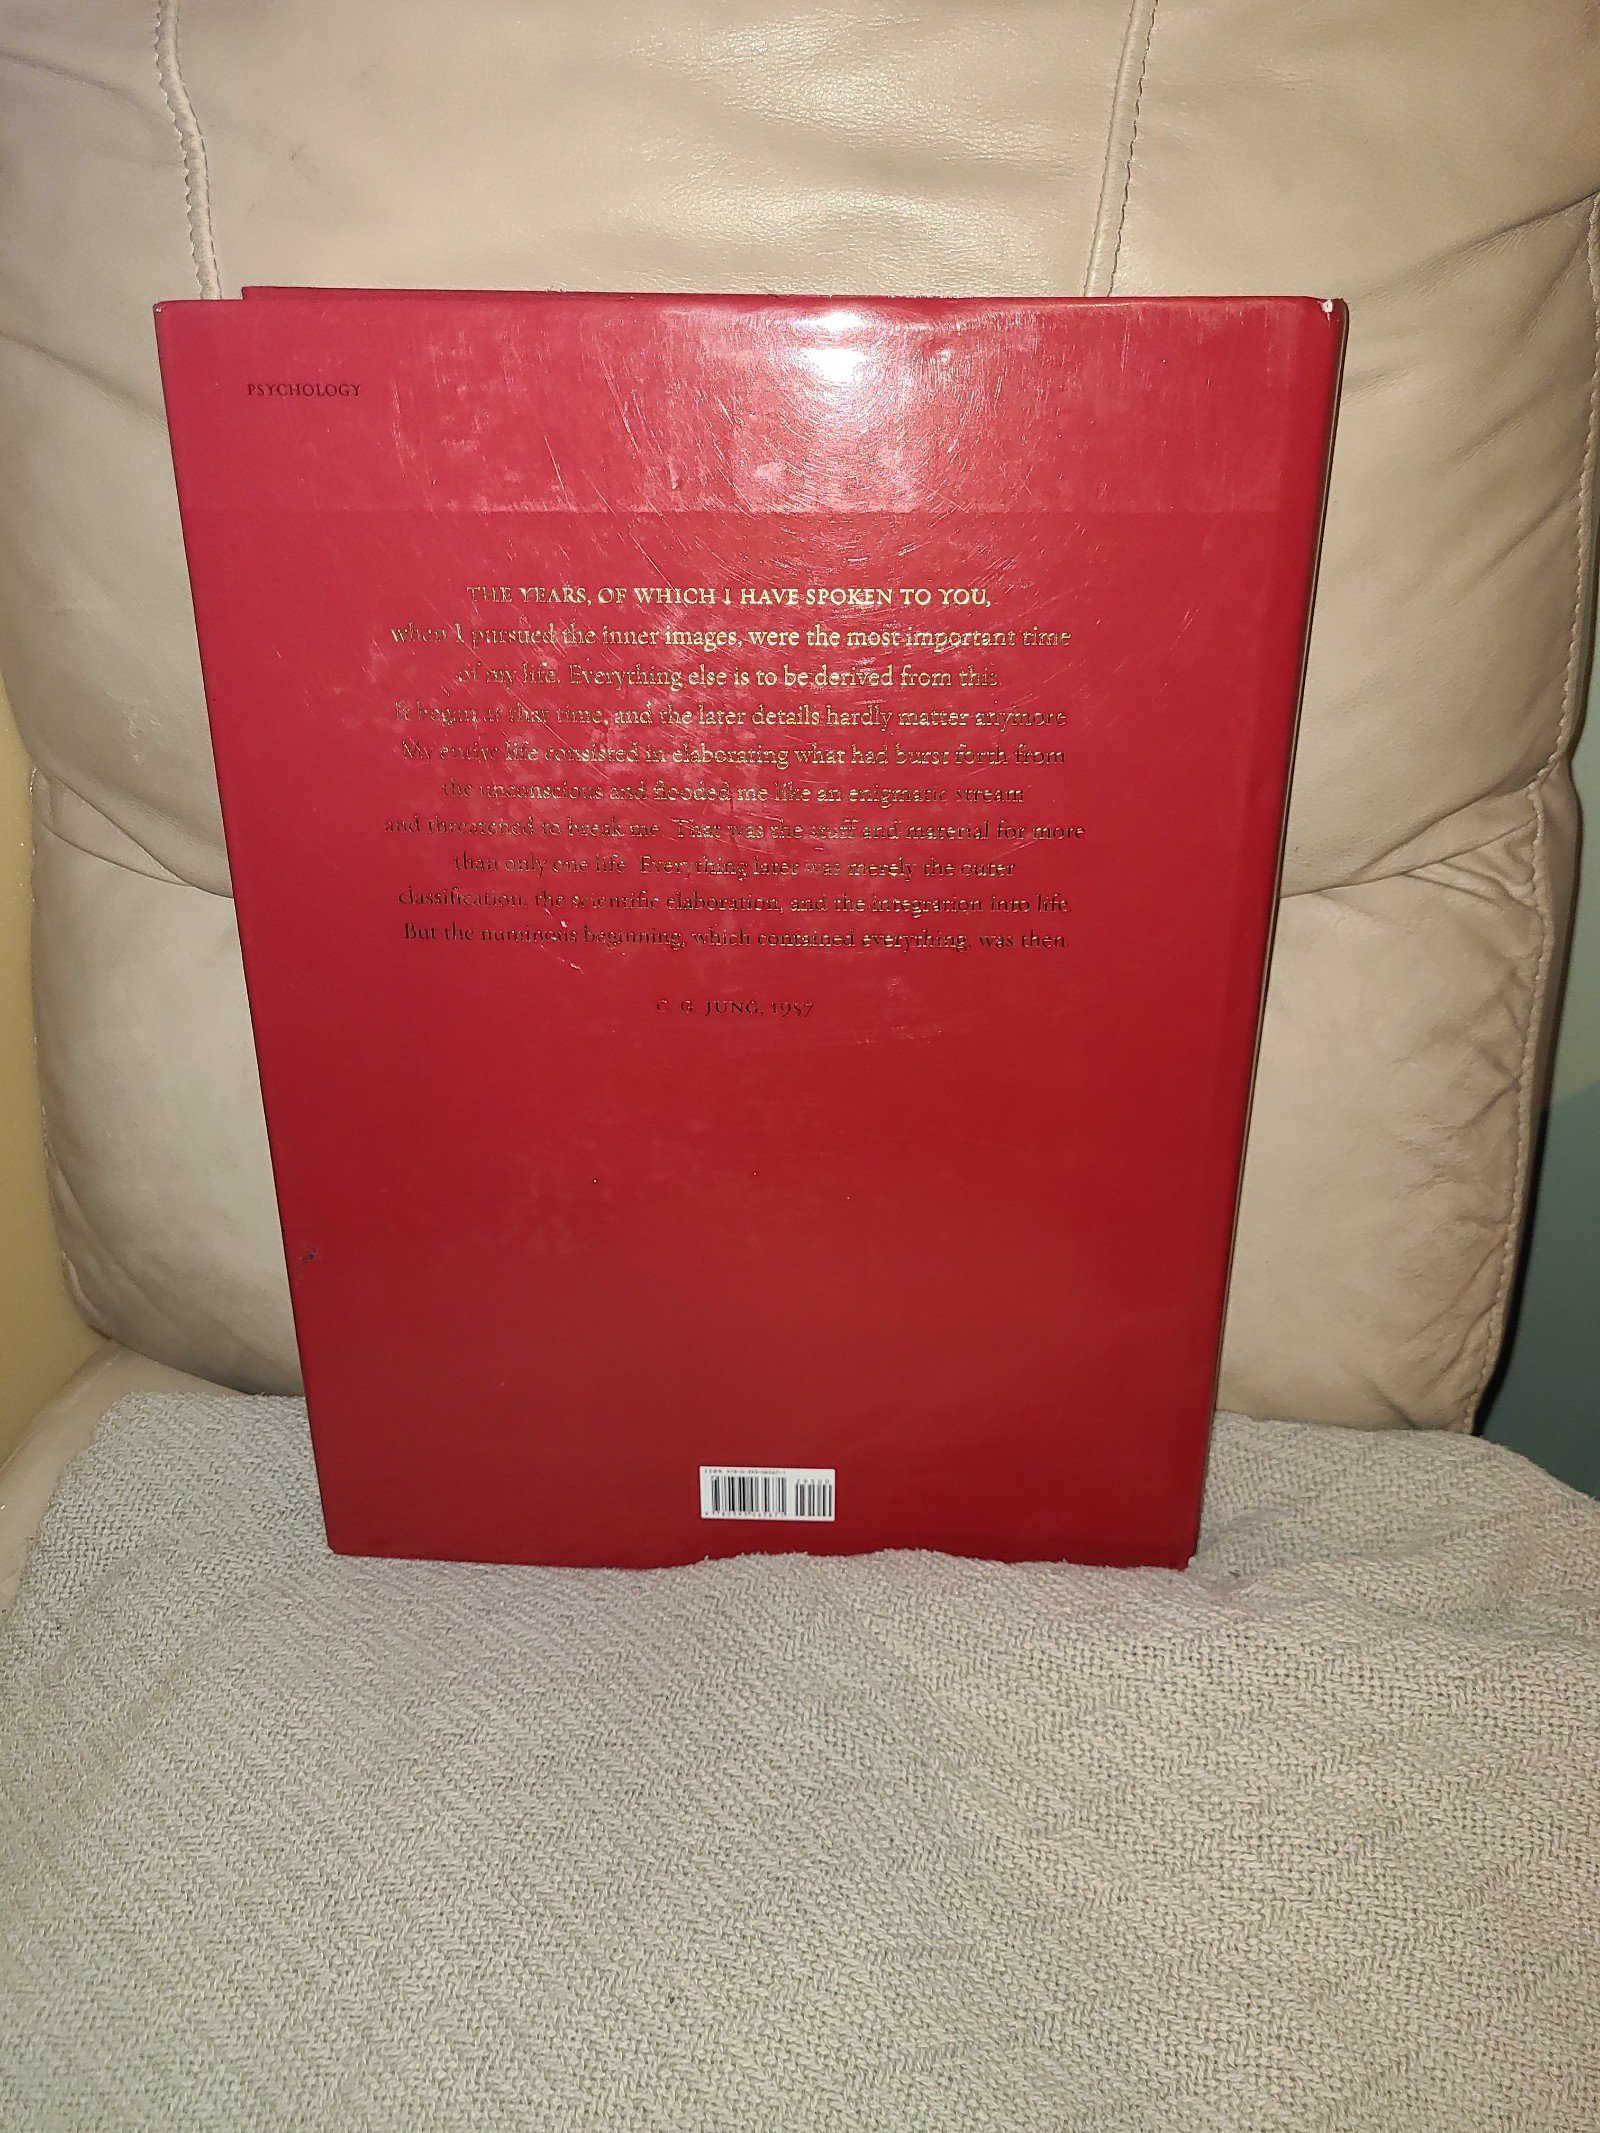 PSYCHOLOGY
THE YEARS, OF WHICH I HAVE SPOKEN TO YOU,
when I pursued the inner images, were the most important time
of my life. Everything else is to be derived from this.
It began at that time, and the later details hardly matter anymore
My entire life consisted in elaborating what had burst forth from
the unconscious and flooded me like an enigmatic stream
and threatened to break me. That was the stuff and material for more
than only one life. Everything later was merely the outer
classification, the scientific elaboration, and the integration into life.
But the numinous beginning, which contained everything, was then.
C. G. JUNG, 1957
ISBN